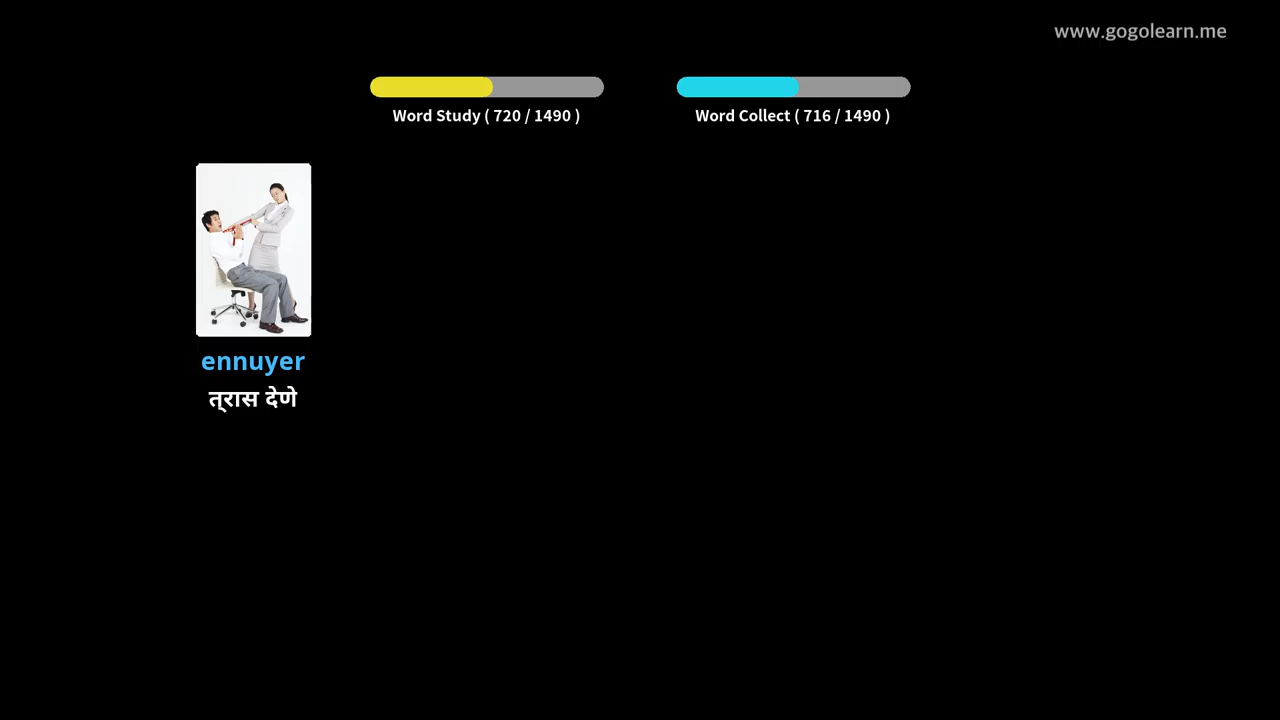 www.gogolearn.me
Word Study ( 720 / 1490 )
Word Collect ( 716 / 1490 )
ennuyer
त्रास देणे